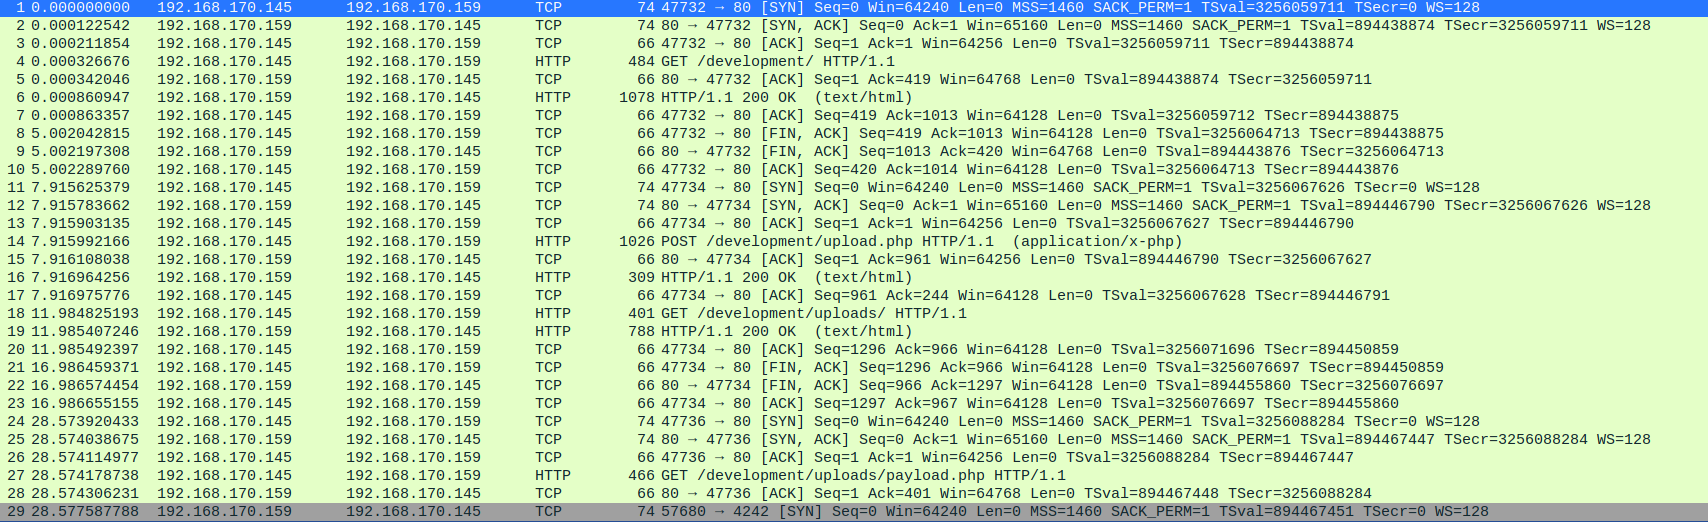 1 0.000000000 192.168.170.145 192.168.170.159 TCP 74 47732 → 80 [SYN] Seq=0 Win=64240 Len=0 MSS=1460 SACK_PERM=1 TSval=3256059711 TSecr=0 WS=128
2 0.000122542 192.168.170.159 192.168.170.145 TCP 74 80 → 47732 [SYN, ACK] Seq=0 Ack=1 Win=65160 Len=0 MSS=1460 SACK_PERM=1 TSval=894438874 TSecr=3256059711 WS=128
3 0.000211854 192.168.170.145 192.168.170.159 TCP 66 47732 → 80 [ACK] Seq=1 Ack=1 Win=64256 Len=0 TSval=3256059711 TSecr=894438874
4 0.000326676 192.168.170.145 192.168.170.159 HTTP 484 GET /development/ HTTP/1.1
5 0.000342046 192.168.170.159 192.168.170.145 TCP 66 80 → 47732 [ACK] Seq=1 Ack=419 Win=64768 Len=0 TSval=894438874 TSecr=3256059711
6 0.000860947 192.168.170.159 192.168.170.145 HTTP 1078 HTTP/1.1 200 OK (text/html)
7 0.000863357 192.168.170.145 192.168.170.159 TCP 66 47732 → 80 [ACK] Seq=419 Ack=1013 Win=64128 Len=0 TSval=3256059712 TSecr=894438875
8 5.002042815 192.168.170.145 192.168.170.159 TCP 66 47732 → 80 [FIN, ACK] Seq=419 Ack=1013 Win=64128 Len=0 TSval=3256064713 TSecr=894438875
9 5.002197308 192.168.170.159 192.168.170.145 TCP 66 80 → 47732 [FIN, ACK] Seq=1013 Ack=420 Win=64768 Len=0 TSval=894443876 TSecr=3256064713
10 5.002289760 192.168.170.145 192.168.170.159 TCP 66 47732 → 80 [ACK] Seq=420 Ack=1014 Win=64128 Len=0 TSval=3256064713 TSecr=894443876
11 7.915625379 192.168.170.145 192.168.170.159 TCP 74 47734 → 80 [SYN] Seq=0 Win=64240 Len=0 MSS=1460 SACK_PERM=1 TSval=3256067626 TSecr=0 WS=128
12 7.915783662 192.168.170.159 192.168.170.145 TCP 74 80 → 47734 [SYN, ACK] Seq=0 Ack=1 Win=65160 Len=0 MSS=1460 SACK_PERM=1 TSval=894446790 TSecr=3256067626 WS=128
13 7.915903135 192.168.170.145 192.168.170.159 TCP 66 47734 → 80 [ACK] Seq=1 Ack=1 Win=64256 Len=0 TSval=3256067627 TSecr=894446790
14 7.915992166 192.168.170.145 192.168.170.159 HTTP 1026 POST /development/upload.php HTTP/1.1 (application/x-php)
15 7.916108038 192.168.170.159 192.168.170.145 TCP 66 80 → 47734 [ACK] Seq=1 Ack=961 Win=64256 Len=0 TSval=894446790 TSecr=3256067627
16 7.916964256 192.168.170.159 192.168.170.145 HTTP 309 HTTP/1.1 200 OK (text/html)
17 7.916975776 192.168.170.145 192.168.170.159 TCP 66 47734 → 80 [ACK] Seq=961 Ack=244 Win=64128 Len=0 TSval=3256067628 TSecr=894446791
18 11.984825193 192.168.170.145 192.168.170.159 HTTP 401 GET /development/uploads/ HTTP/1.1
19 11.985407246 192.168.170.159 192.168.170.145 HTTP 788 HTTP/1.1 200 OK (text/html)
20 11.985492397 192.168.170.145 192.168.170.159 TCP 66 47734 → 80 [ACK] Seq=1296 Ack=966 Win=64128 Len=0 TSval=3256071696 TSecr=894450859
21 16.986459371 192.168.170.145 192.168.170.159 TCP 66 47734 → 80 [FIN, ACK] Seq=1296 Ack=966 Win=64128 Len=0 TSval=3256076697 TSecr=894450859
22 16.986574454 192.168.170.159 192.168.170.145 TCP 66 80 → 47734 [FIN, ACK] Seq=966 Ack=1297 Win=64128 Len=0 TSval=894455860 TSecr=3256076697
23 16.986655155 192.168.170.145 192.168.170.159 TCP 66 47734 → 80 [ACK] Seq=1297 Ack=967 Win=64128 Len=0 TSval=3256076697 TSecr=894455860
24 28.573920433 192.168.170.145 192.168.170.159 TCP 74 47736 → 80 [SYN] Seq=0 Win=64240 Len=0 MSS=1460 SACK_PERM=1 TSval=3256088284 TSecr=0 WS=128
25 28.574038675 192.168.170.159 192.168.170.145 TCP 74 80 → 47736 [SYN, ACK] Seq=0 Ack=1 Win=65160 Len=0 MSS=1460 SACK_PERM=1 TSval=894467447 TSecr=3256088284 WS=128
26 28.574114977 192.168.170.145 192.168.170.159 TCP 66 47736 → 80 [ACK] Seq=1 Ack=1 Win=64256 Len=0 TSval=3256088284 TSecr=894467447
27 28.574178738 192.168.170.145 192.168.170.159 HTTP 466 GET /development/uploads/payload.php HTTP/1.1
28 28.574306231 192.168.170.159 192.168.170.145 TCP 66 80 → 47736 [ACK] Seq=1 Ack=401 Win=64768 Len=0 TSval=894467448 TSecr=3256088284
29 28.577587788 192.168.170.159 192.168.170.145 TCP 74 57680 → 4242 [SYN] Seq=0 Win=64240 Len=0 MSS=1460 SACK_PERM=1 TSval=894467451 TSecr=0 WS=128